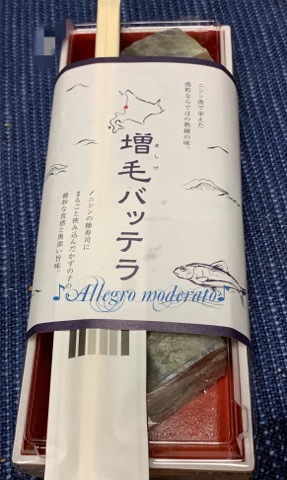 ニシン漁で栄えた
港町ならではの熟練の味。
ましけ
増毛バッテラ
〆ニシンの棒寿司に
まるごと挟み込んだかずの子の、
絶妙な食感と奥深い旨味。
♪Allegro moderato♪